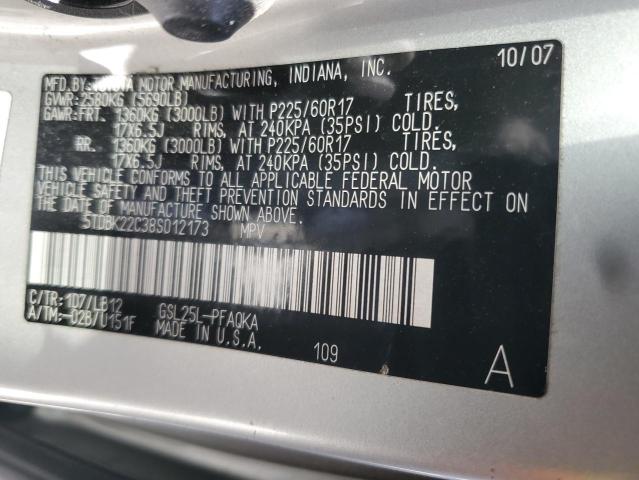 MFD.BY:TOYOTA MOTOR MANUFACTURING, INDIANA, INC. 10/07
GVWR: 2580KG (5690LB)
GAWR:FRT. 1360KG (3000LB) WITH P225/60R17 TIRES,
17X6.5J RIMS, AT 240KPA (35PSI) COLD.
RR. 1360KG (3000LB) WITH P225/60R17 TIRES,
17X6.5J RIMS, AT 240KPA (35PSI) COLD.
THIS VEHICLE CONFORMS TO ALL APPLICABLE FEDERAL MOTOR
VEHICLE SAFETY AND THEFT PREVENTION STANDARDS IN EFFECT ON
THE DATE OF MANUFACTURE SHOWN ABOVE.
5TDBK22C38S012173 MPV
C/TR:1D7/LB12 GSL25L-PFAQKA
A/TM:-02B/U151F MADE IN U.S.A.
109
A